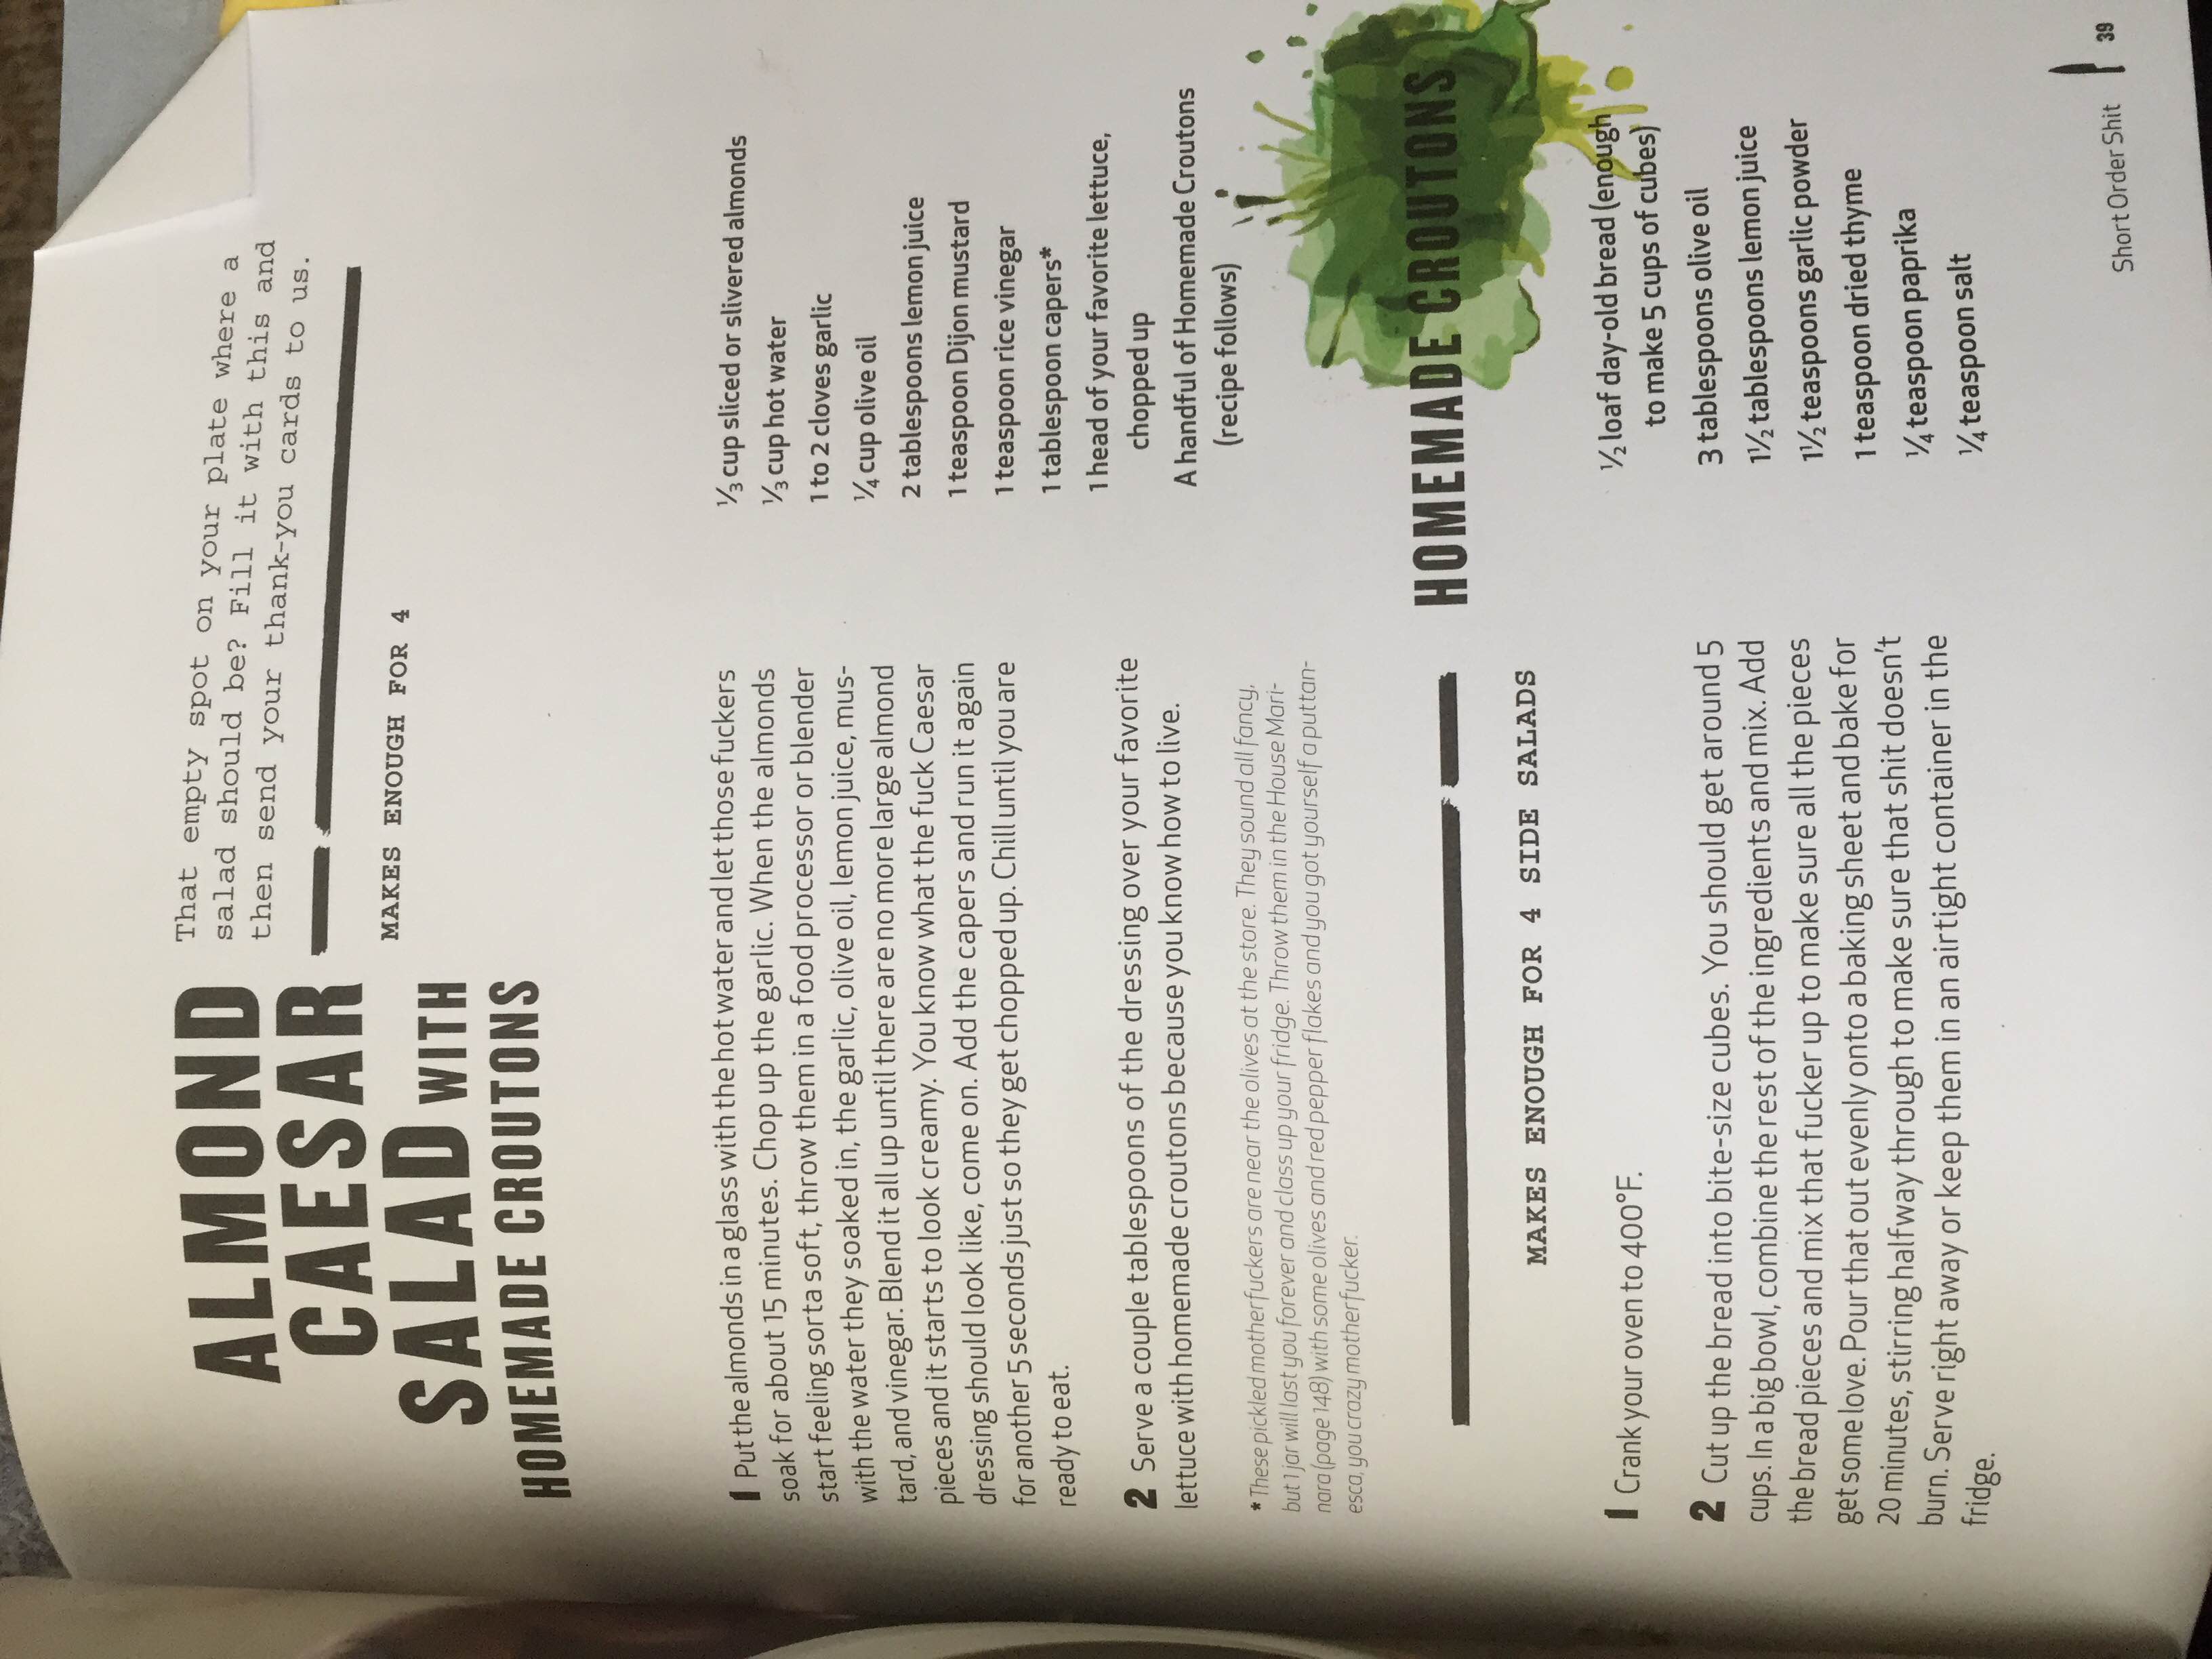 ALMOND
CAESAR
SALAD WITH
HOMEMADE CROUTONS
That empty spot on your plate where a
salad should be? Fill it with this and
then send your thank-you cards to us.
MAKES ENOUGH FOR 4
1 Put the almonds in a glass with the hot water and let those fuckers
soak for about 15 minutes. Chop up the garlic. When the almonds
start feeling sorta soft, throw them in a food processor or blender
with the water they soaked in, the garlic, olive oil, lemon juice, mus-
tard, and vinegar. Blend it all up until there are no more large almond
pieces and it starts to look creamy. You know what the fuck Caesar
dressing should look like, come on. Add the capers and run it again
for another 5 seconds just so they get chopped up. Chill until you are
ready to eat.
2 Serve a couple tablespoons of the dressing over your favorite
lettuce with homemade croutons because you know how to live.
* These pickled motherfuckers are near the olives at the store. They sound all fancy,
but 1 jar will last you forever and class up your fridge. Throw them in the House Mari-
nara (page 148) with some olives and red pepper flakes and you got yourself a puttan-
esca, you crazy motherfucker.
⅓ cup sliced or slivered almonds
⅓ cup hot water
1 to 2 cloves garlic
¼ cup olive oil
2 tablespoons lemon juice
1 teaspoon Dijon mustard
1 teaspoon rice vinegar
1 tablespoon capers*
1 head of your favorite lettuce,
chopped up
A handful of Homemade Croutons
(recipe follows)
HOMEMADE CROUTONS
MAKES ENOUGH FOR 4 SIDE SALADS
1 Crank your oven to 400°F.
2 Cut up the bread into bite-size cubes. You should get around 5
cups. In a big bowl, combine the rest of the ingredients and mix. Add
the bread pieces and mix that fucker up to make sure all the pieces
get some love. Pour that out evenly onto a baking sheet and bake for
20 minutes, stirring halfway through to make sure that shit doesn't
burn. Serve right away or keep them in an airtight container in the
fridge.
½ loaf day-old bread (enough
to make 5 cups of cubes)
3 tablespoons olive oil
1½ tablespoons lemon juice
1½ teaspoons garlic powder
1 teaspoon dried thyme
¼ teaspoon paprika
¼ teaspoon salt
Short Order Shit 39